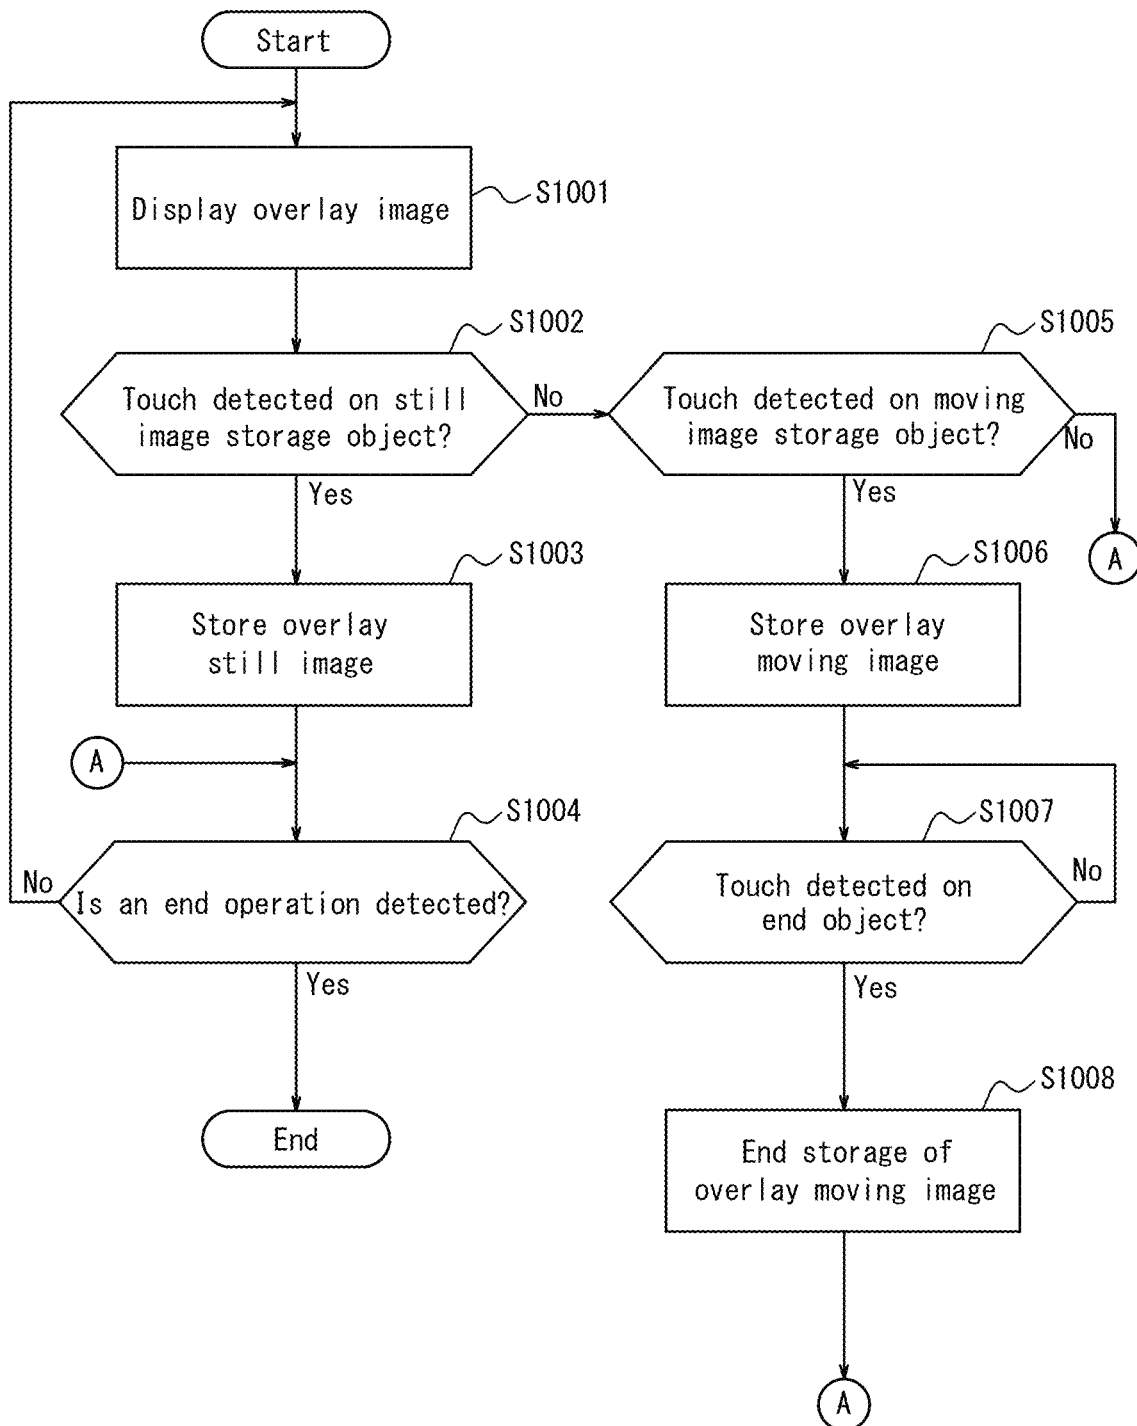 Start
Display overlay image
S1001
S1002
Touch detected on still
image storage object?
No
Yes
S1005
Touch detected on moving
image storage object?
No
Yes
A
S1003
Store overlay
still image
S1006
Store overlay
moving image
A
S1004
Is an end operation detected?
No
Yes
S1007
Touch detected on
end object?
No
Yes
End
S1008
End storage of
overlay moving image
A